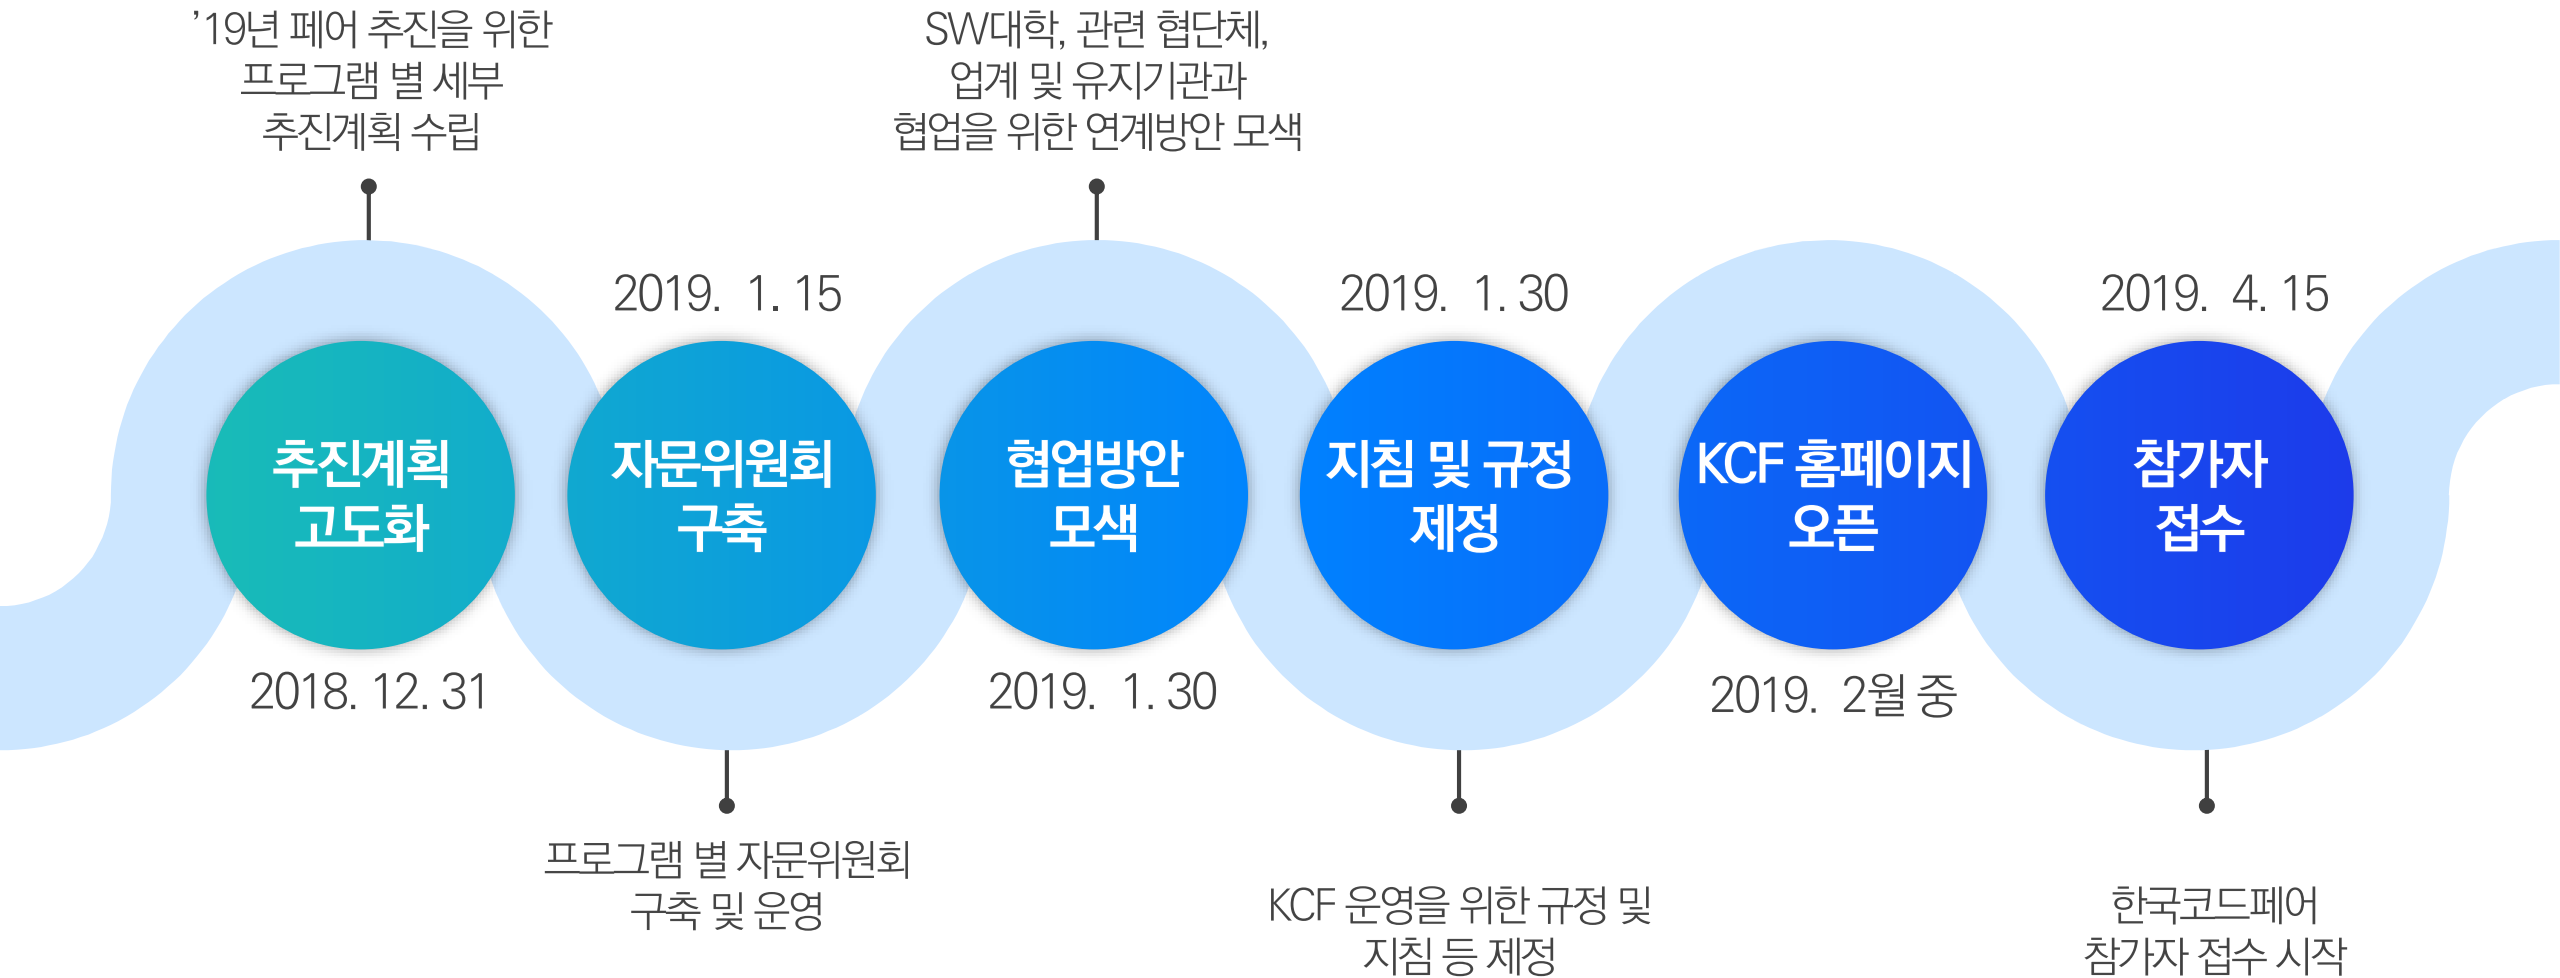 ’19년 페어 추진을 위한
프로그램 별 세부
추진계획 수립
추진계획
고도화
2018. 12. 31
2019. 1. 15
자문위원회
구축
프로그램 별 자문위원회
구축 및 운영
SW대학, 관련 협단체,
업계 및 유지기관과
협업을 위한 연계방안 모색
협업방안
모색
2019. 1. 30
2019. 1. 30
지침 및 규정
제정
KCF 운영을 위한 규정 및
지침 등 제정
KCF 홈페이지
오픈
2019. 2월 중
2019. 4. 15
참가자
접수
한국코드페어
참가자 접수 시작